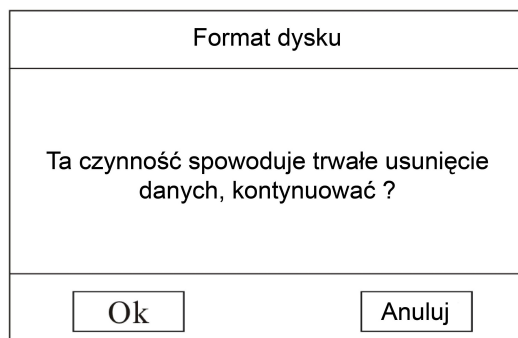 Format dysku
Ta czynność spowoduje trwałe usunięcie
danych, kontynuować ?
Ok
Anuluj